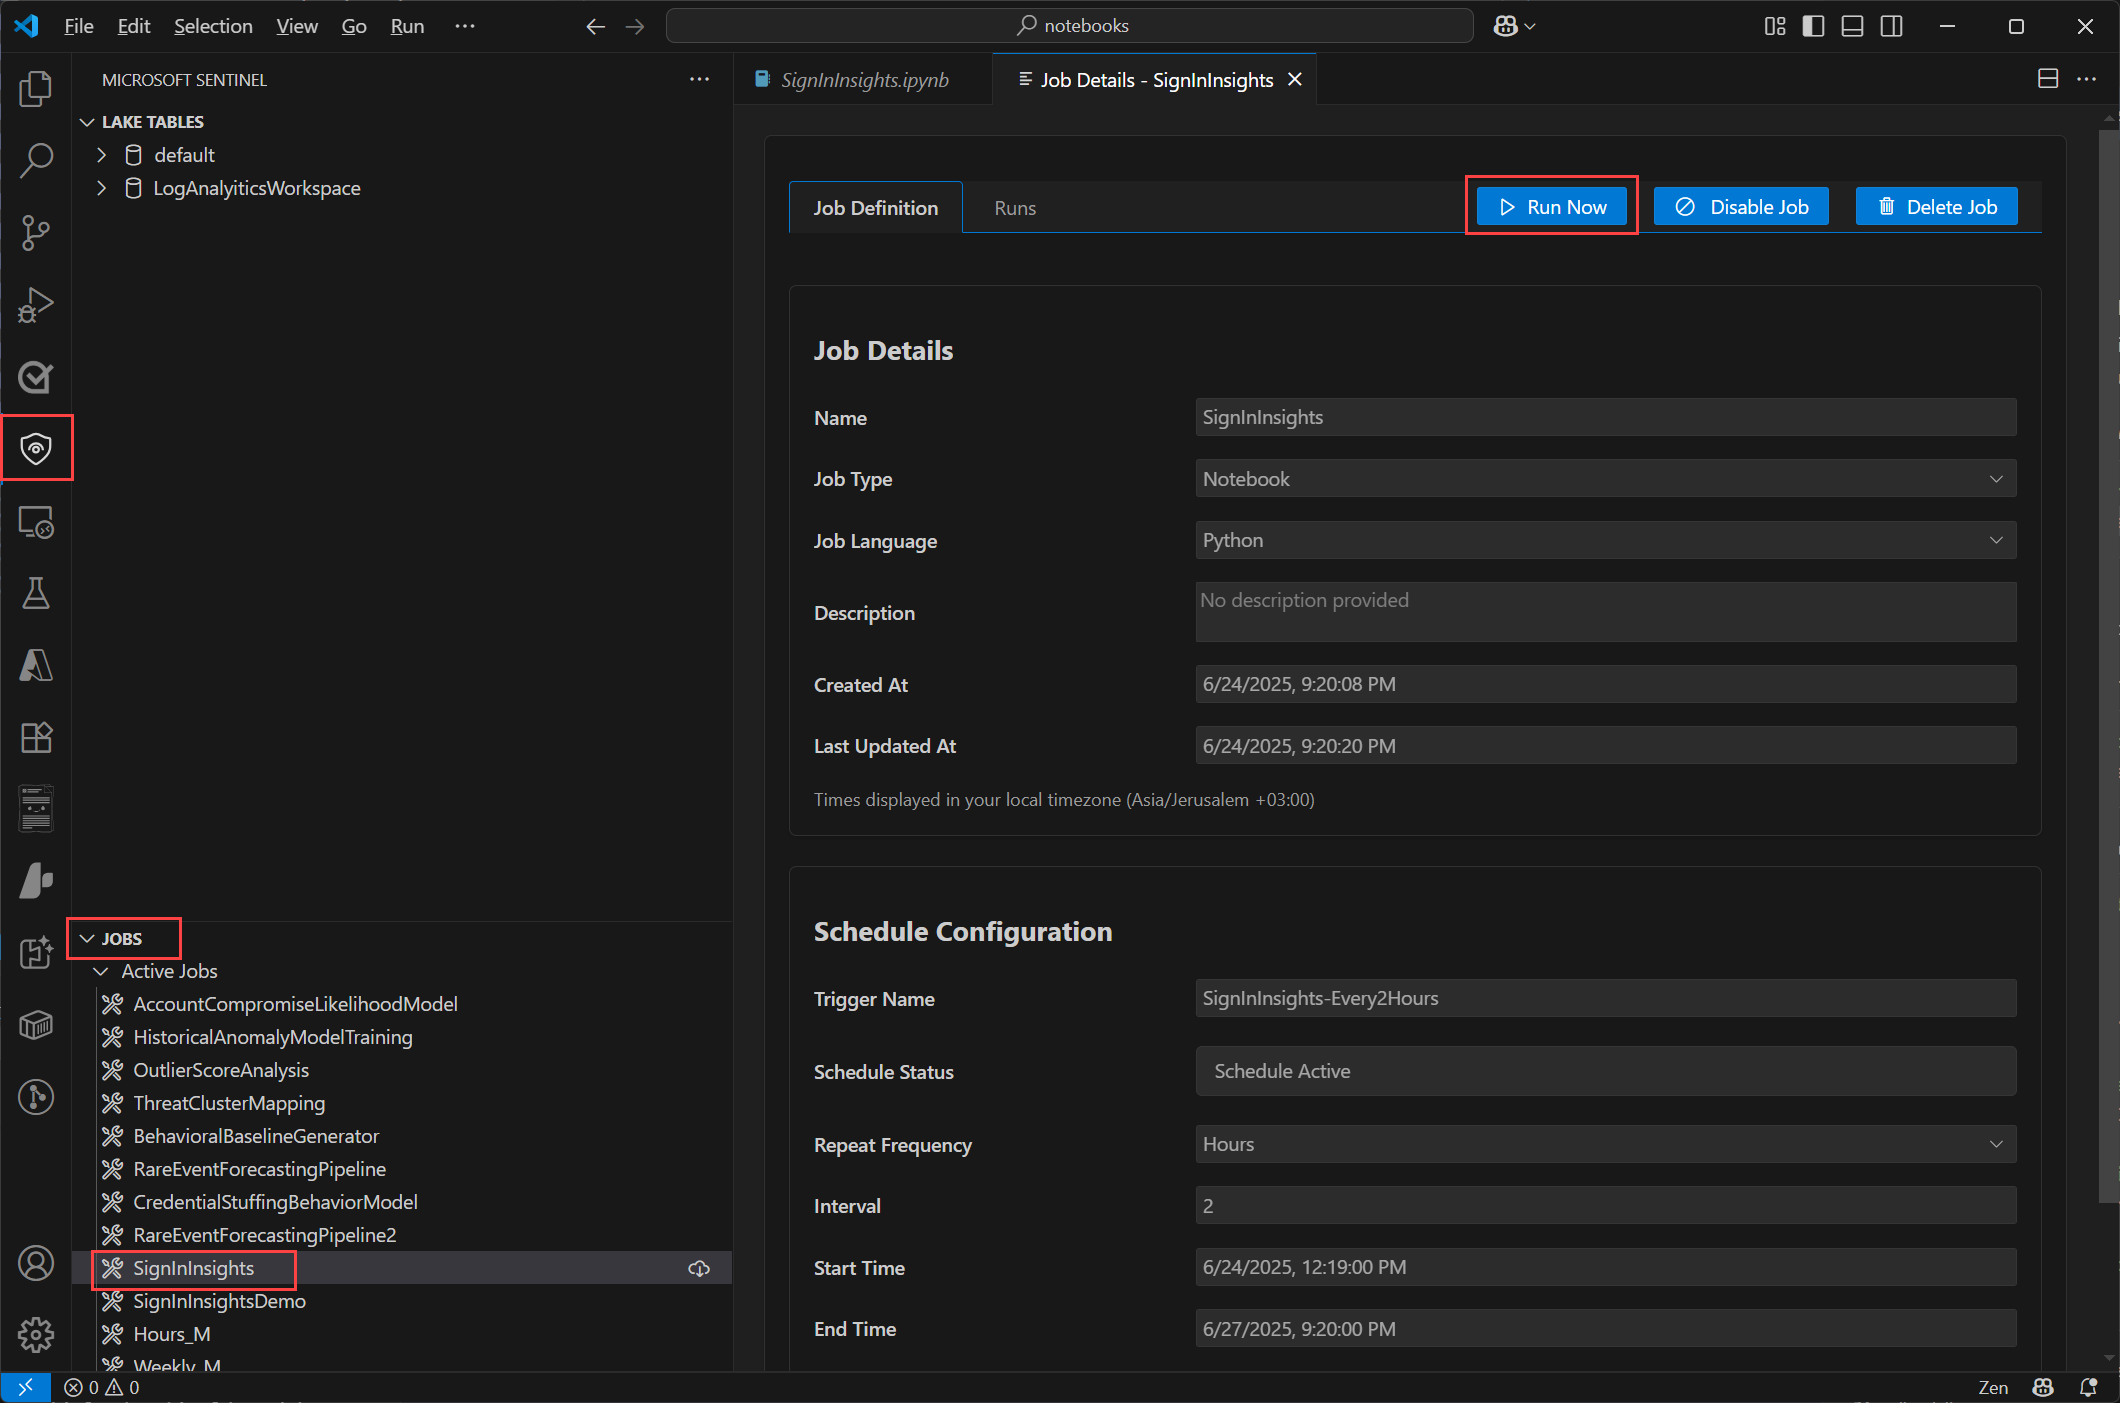 File Edit Selection View Go Run
notebooks
MICROSOFT SENTINEL
LAKE TABLES
default
LogAnalyiticsWorkspace
JOBS
Active Jobs
AccountCompromiseLikelihoodModel
HistoricalAnomalyModelTraining
OutlierScoreAnalysis
ThreatClusterMapping
BehavioralBaselineGenerator
RareEventForecastingPipeline
CredentialStuffingBehaviorModel
RareEventForecastingPipeline2
SignInInsights
SignInInsightsDemo
Hours_M
Weekly_M
SignInInsights.ipynb
Job Details - SignInInsights
Job Definition Runs Run Now Disable Job Delete Job
Job Details
Name SignInInsights
Job Type Notebook
Job Language Python
Description No description provided
Created At 6/24/2025, 9:20:08 PM
Last Updated At 6/24/2025, 9:20:20 PM
Times displayed in your local timezone (Asia/Jerusalem +03:00)
Schedule Configuration
Trigger Name SignInInsights-Every2Hours
Schedule Status Schedule Active
Repeat Frequency Hours
Interval 2
Start Time 6/24/2025, 12:19:00 PM
End Time 6/27/2025, 9:20:00 PM
0 0 Zen